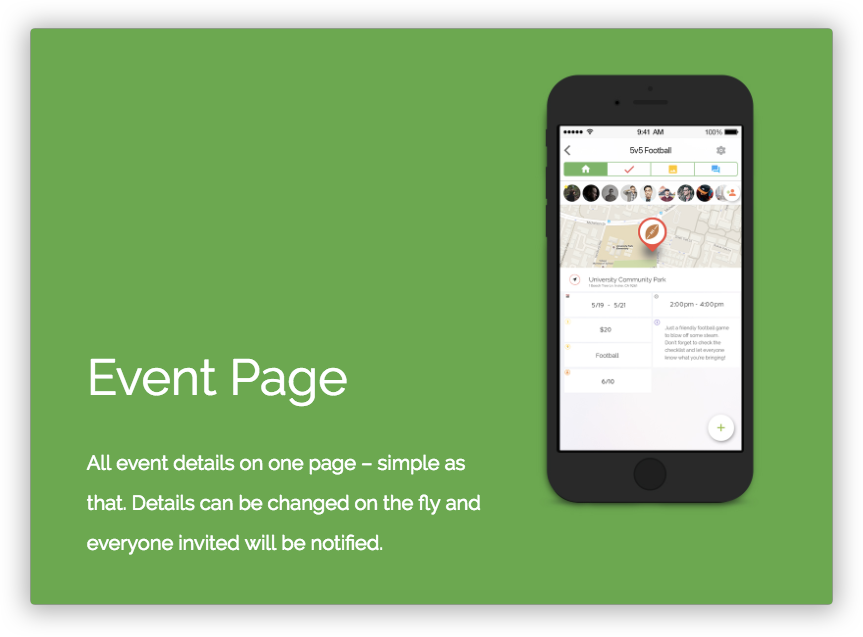 Event Page
All event details on one page – simple as
that. Details can be changed on the fly and
everyone invited will be notified.
9:41 AM
100%
5v5 Football
University Community Park
5/19 - 5/21
2:00pm - 4:00pm
$20
Just a friendly football game
to blow off some steam.
Don't forget to check the
checklist and let everyone
know what you're bringing!
Football
6/10
+